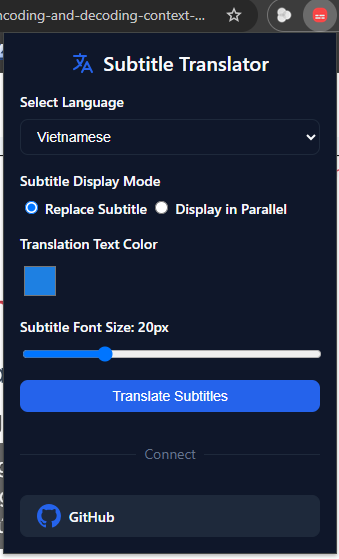 ncoding-and-decoding-context-...
Subtitle Translator
Select Language
Vietnamese
Subtitle Display Mode
Replace Subtitle Display in Parallel
Translation Text Color
Subtitle Font Size: 20px
Translate Subtitles
Connect
GitHub